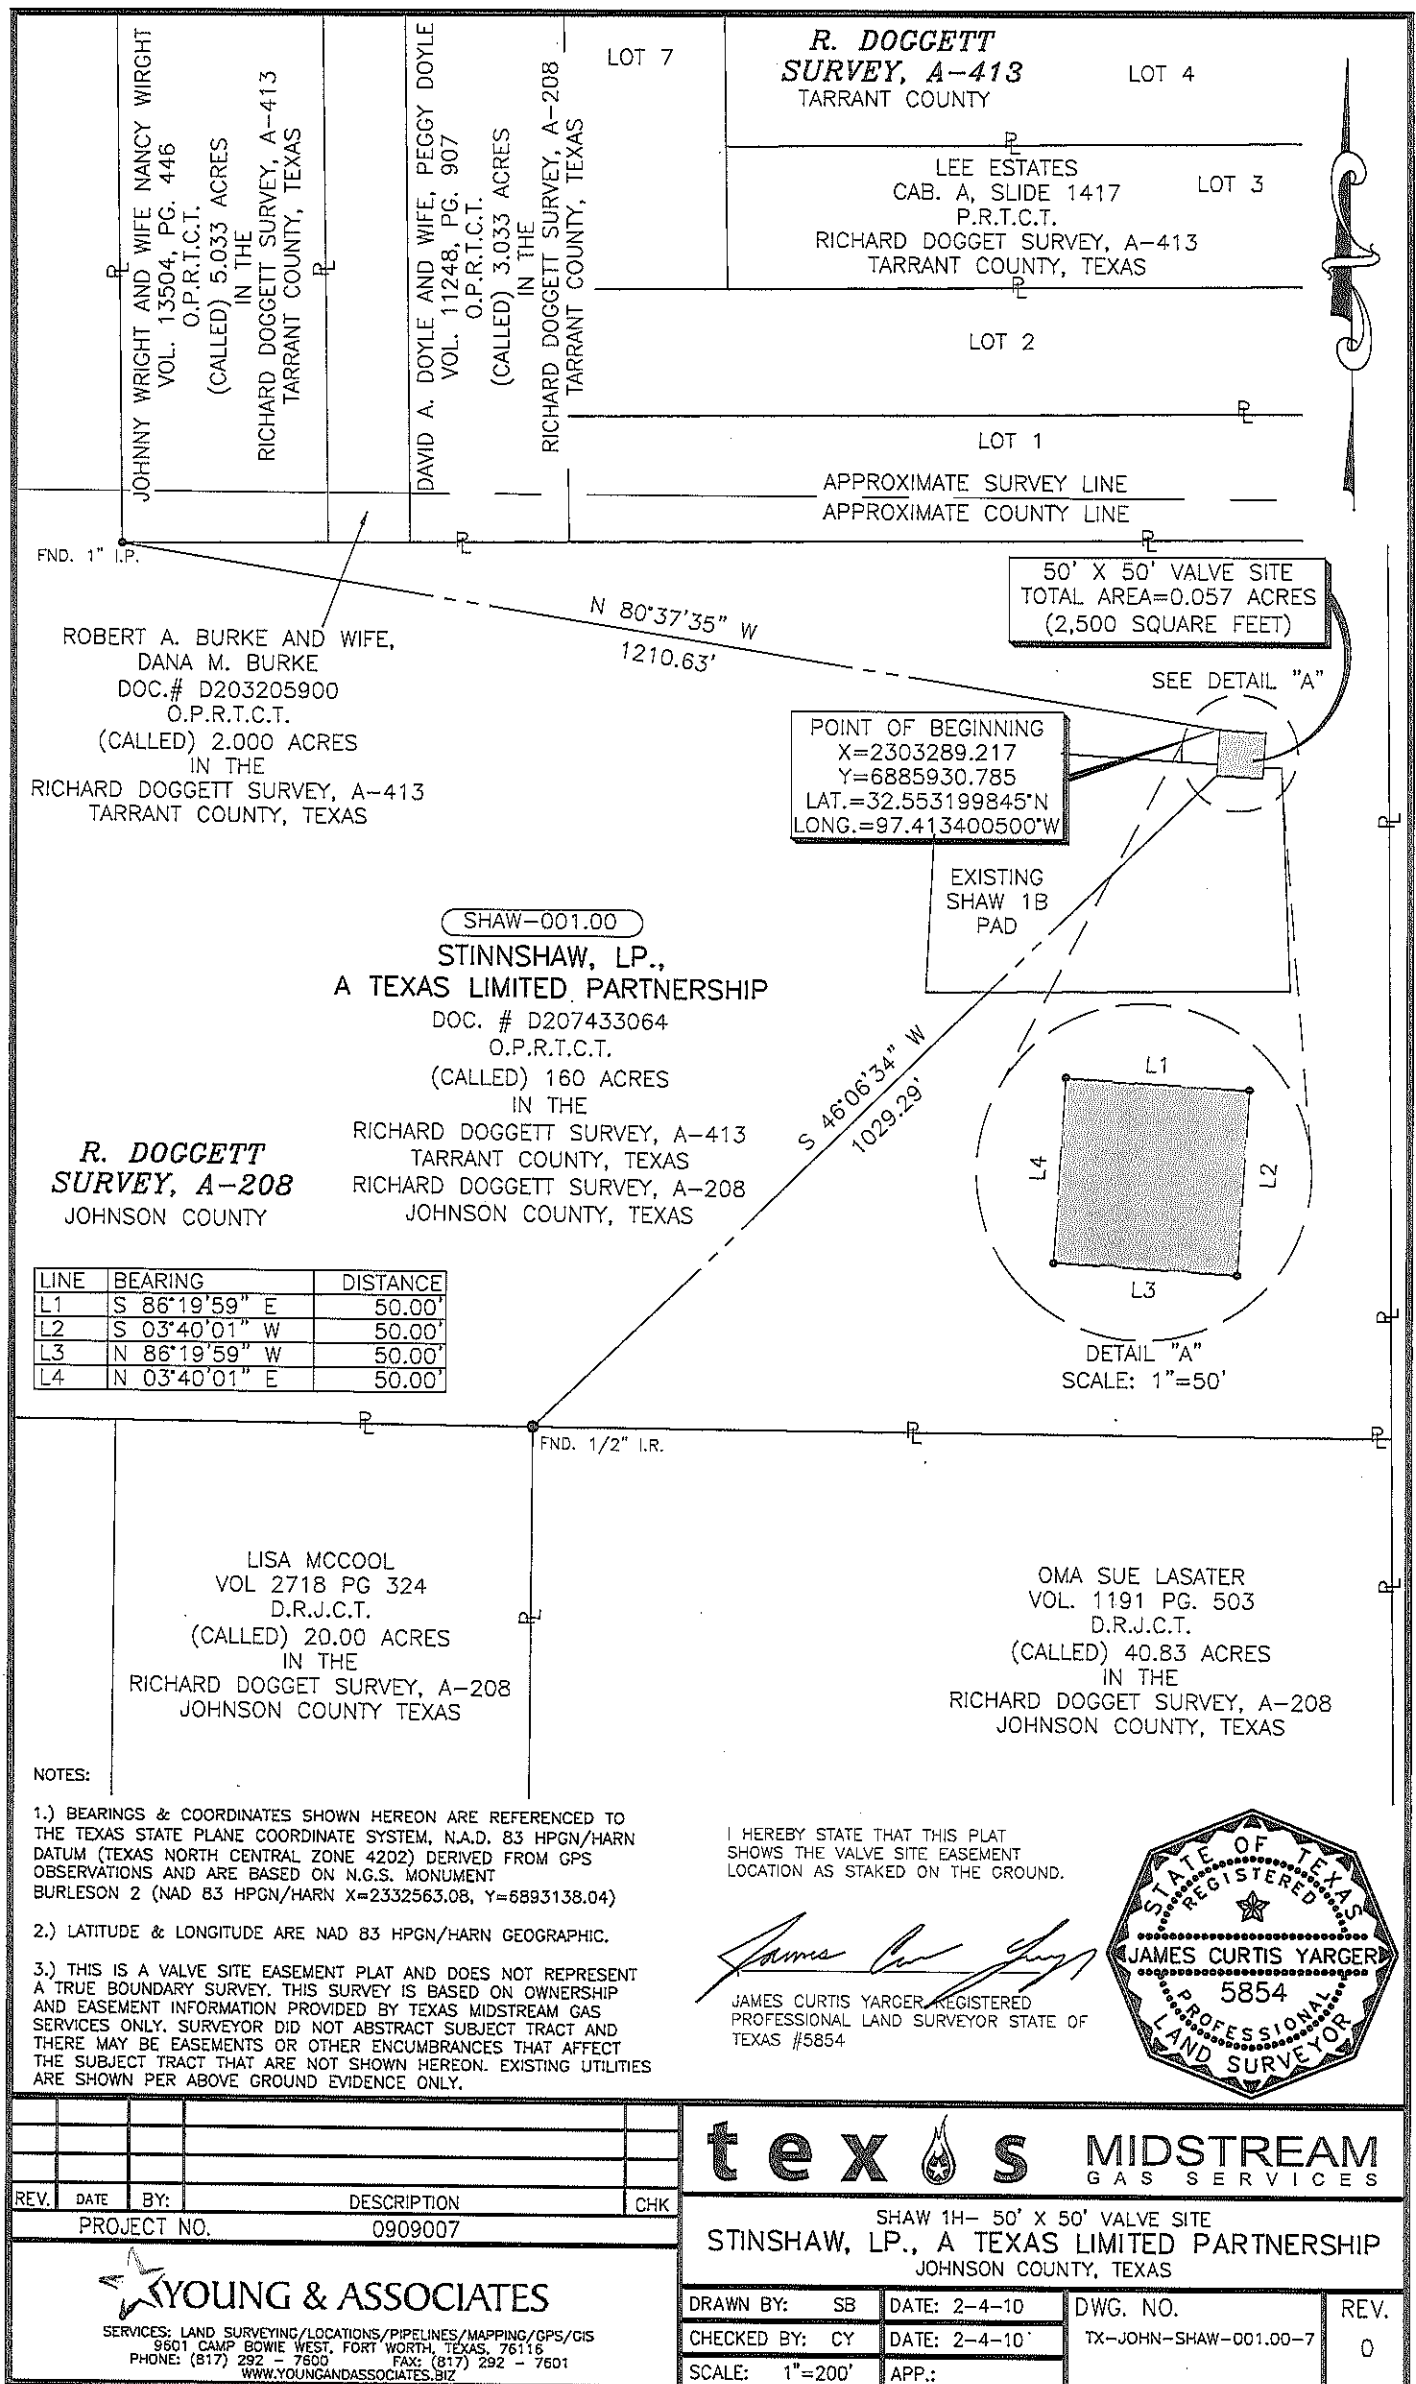 JOHNNY WRIGHT AND WIFE NANCY WIRGHT
VOL. 13504, PG. 446
O.P.R.T.C.T.
(CALLED) 5.033 ACRES
IN THE
RICHARD DOGGETT SURVEY, A-413
TARRANT COUNTY, TEXAS
DAVID A. DOYLE AND WIFE, PEGGY DOYLE
VOL. 11248, PG. 907
O.P.R.T.C.T.
(CALLED) 3.033 ACRES
IN THE
RICHARD DOGGETT SURVEY, A-208
TARRANT COUNTY, TEXAS
LOT 7
R. DOGGETT
SURVEY, A-413
TARRANT COUNTY
LOT 4
LEE ESTATES
CAB. A, SLIDE 1417
P.R.T.C.T.
RICHARD DOGGET SURVEY, A-413
TARRANT COUNTY, TEXAS
LOT 3
LOT 2
LOT 1
APPROXIMATE SURVEY LINE
APPROXIMATE COUNTY LINE
FND. 1" I.P.
N 80°37'35" W
1210.63'
50' X 50' VALVE SITE
TOTAL AREA=0.057 ACRES
(2,500 SQUARE FEET)
SEE DETAIL "A"
ROBERT A. BURKE AND WIFE,
DANA M. BURKE
DOC.# D203205900
O.P.R.T.C.T.
(CALLED) 2.000 ACRES
IN THE
RICHARD DOGGETT SURVEY, A-413
TARRANT COUNTY, TEXAS
POINT OF BEGINNING
X=2303289.217
Y=6885930.785
LAT.=32.553199845°N
LONG.=97.413400500°W
EXISTING
SHAW 1B
PAD
SHAW-001.00
STINNSHAW, LP.,
A TEXAS LIMITED PARTNERSHIP
DOC. # D207433064
O.P.R.T.C.T.
(CALLED) 160 ACRES
IN THE
RICHARD DOGGETT SURVEY, A-413
TARRANT COUNTY, TEXAS
RICHARD DOGGETT SURVEY, A-208
JOHNSON COUNTY, TEXAS
S 46°06'34" W
1029.29'
R. DOGGETT
SURVEY, A-208
JOHNSON COUNTY
L1
L2
L3
L4
DETAIL "A"
SCALE: 1"=50'
LINE BEARING DISTANCE
L1 S 86°19'59" E 50.00'
L2 S 03°40'01" W 50.00'
L3 N 86°19'59" W 50.00'
L4 N 03°40'01" E 50.00'
FND. 1/2" I.R.
LISA MCCOOL
VOL 2718 PG 324
D.R.J.C.T.
(CALLED) 20.00 ACRES
IN THE
RICHARD DOGGET SURVEY, A-208
JOHNSON COUNTY TEXAS
OMA SUE LASATER
VOL. 1191 PG. 503
D.R.J.C.T.
(CALLED) 40.83 ACRES
IN THE
RICHARD DOGGET SURVEY, A-208
JOHNSON COUNTY, TEXAS
NOTES:
1.) BEARINGS & COORDINATES SHOWN HEREON ARE REFERENCED TO
THE TEXAS STATE PLANE COORDINATE SYSTEM, N.A.D. 83 HPGN/HARN
DATUM (TEXAS NORTH CENTRAL ZONE 4202) DERIVED FROM GPS
OBSERVATIONS AND ARE BASED ON N.G.S. MONUMENT
BURLESON 2 (NAD 83 HPGN/HARN X=2332563.08, Y=6893138.04)
2.) LATITUDE & LONGITUDE ARE NAD 83 HPGN/HARN GEOGRAPHIC.
3.) THIS IS A VALVE SITE EASEMENT PLAT AND DOES NOT REPRESENT
A TRUE BOUNDARY SURVEY. THIS SURVEY IS BASED ON OWNERSHIP
AND EASEMENT INFORMATION PROVIDED BY TEXAS MIDSTREAM GAS
SERVICES ONLY. SURVEYOR DID NOT ABSTRACT SUBJECT TRACT AND
THERE MAY BE EASEMENTS OR OTHER ENCUMBRANCES THAT AFFECT
THE SUBJECT TRACT THAT ARE NOT SHOWN HEREON. EXISTING UTILITIES
ARE SHOWN PER ABOVE GROUND EVIDENCE ONLY.
I HEREBY STATE THAT THIS PLAT
SHOWS THE VALVE SITE EASEMENT
LOCATION AS STAKED ON THE GROUND.
JAMES CURTIS YARGER REGISTERED
PROFESSIONAL LAND SURVEYOR STATE OF
TEXAS #5854
STATE OF TEXAS
REGISTERED
JAMES CURTIS YARGER
5854
PROFESSIONAL
LAND SURVEYOR
REV. DATE BY: DESCRIPTION CHK
PROJECT NO. 0909007
YOUNG & ASSOCIATES
SERVICES: LAND SURVEYING/LOCATIONS/PIPELINES/MAPPING/GPS/GIS
9601 CAMP BOWIE WEST, FORT WORTH, TEXAS, 76116
PHONE: (817) 292 - 7600 FAX: (817) 292 - 7601
WWW.YOUNGANDASSOCIATES.BIZ
texas MIDSTREAM
GAS SERVICES
SHAW 1H- 50' X 50' VALVE SITE
STINSHAW, LP., A TEXAS LIMITED PARTNERSHIP
JOHNSON COUNTY, TEXAS
DRAWN BY: SB DATE: 2-4-10 DWG. NO. REV.
CHECKED BY: CY DATE: 2-4-10 TX-JOHN-SHAW-001.00-7 0
SCALE: 1"=200' APP.: